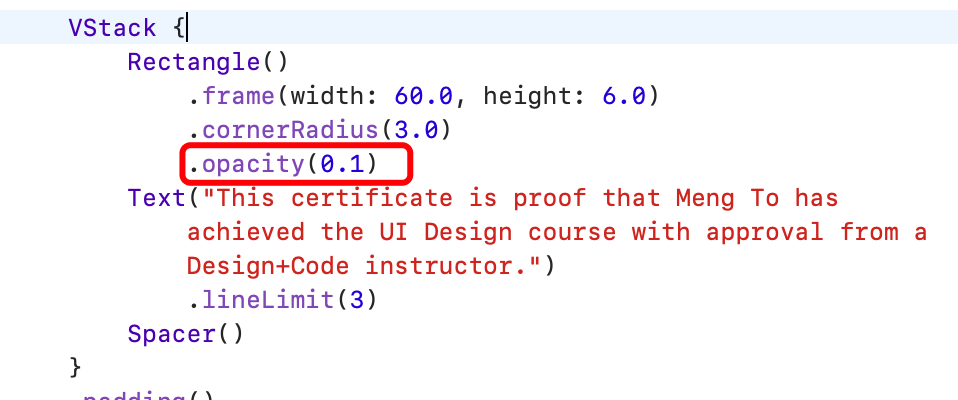 VStack {
Rectangle()
.frame(width: 60.0, height: 6.0)
.cornerRadius(3.0)
.opacity(0.1)
Text("This certificate is proof that Meng To has
achieved the UI Design course with approval from a
Design+Code instructor.")
.lineLimit(3)
Spacer()
}
.padding()